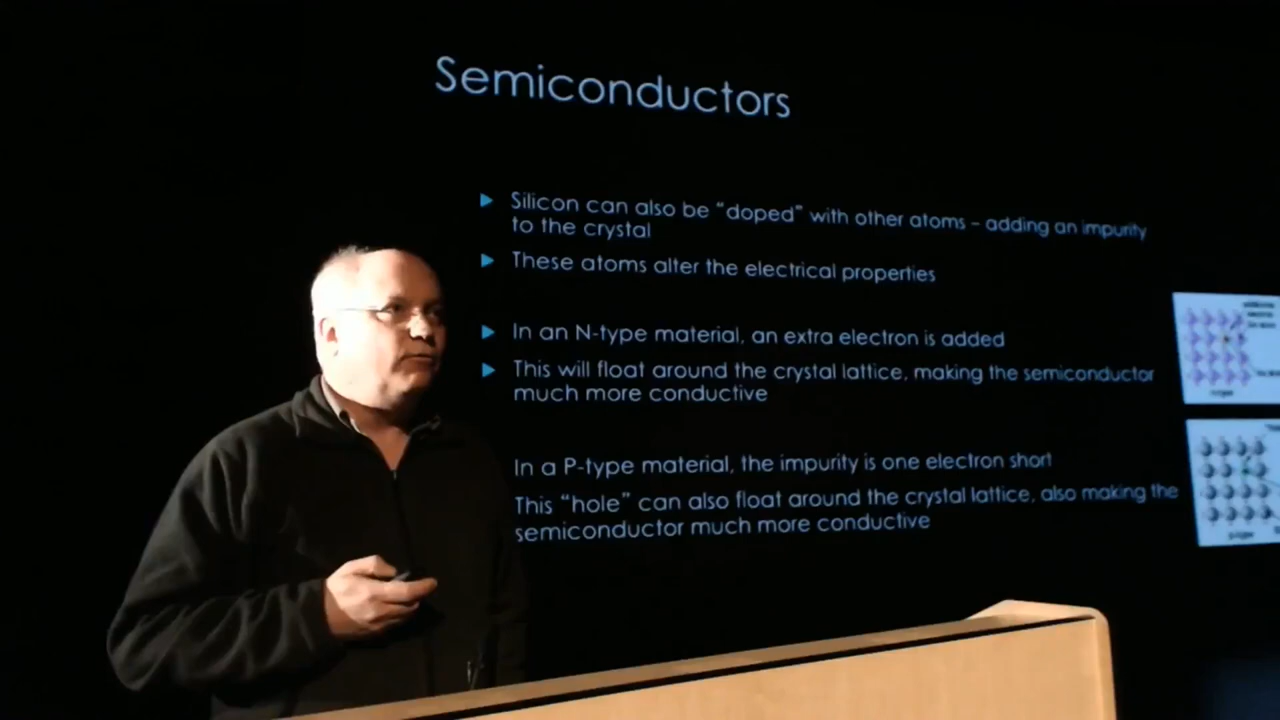 Semiconductors
Silicon can also be “doped” with other atoms – adding an impurity
to the crystal
These atoms alter the electrical properties
In an N-type material, an extra electron is added
This will float around the crystal lattice, making the semiconductor
much more conductive
In a P-type material, the impurity is one electron short
This “hole” can also float around the crystal lattice, also making the
semiconductor much more conductive